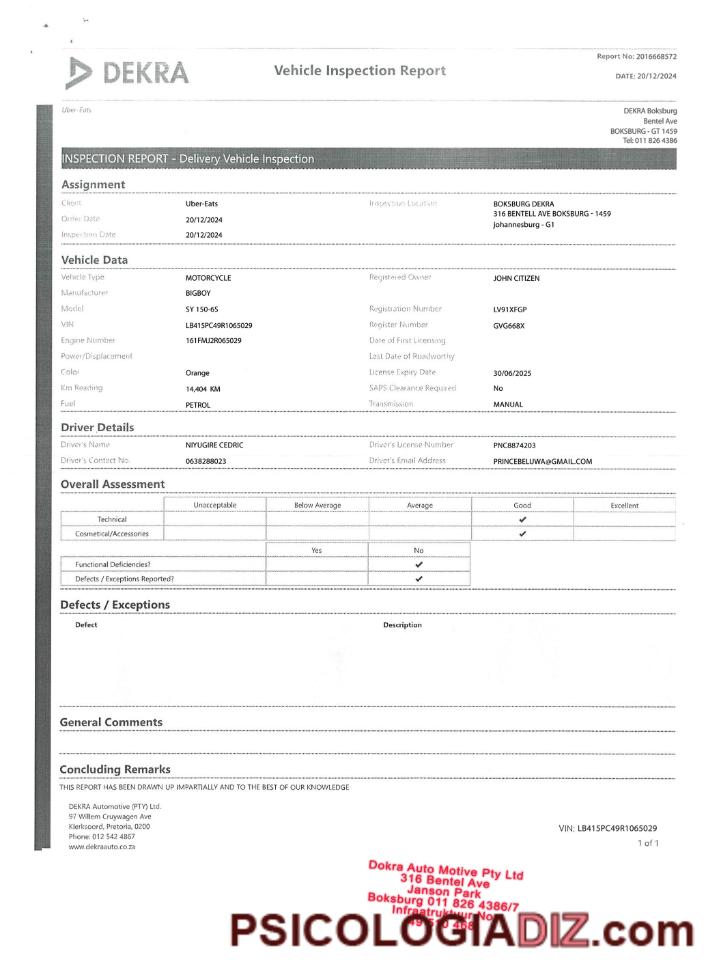 DEKRA
Vehicle Inspection Report
Report No: 2016668572
DATE: 20/12/2024
Uber-Eats
DEKRA Boksburg
Bentel Ave
BOKSBURG - GT 1459
Tel: 011 826 4386
INSPECTION REPORT - Delivery Vehicle Inspection
Assignment
Client Uber-Eats Inspection Location BOKSBURG DEKRA
316 BENTELL AVE BOKSBURG - 1459
Order Date 20/12/2024 Johannesburg - G1
Inspection Date 20/12/2024
Vehicle Data
Vehicle Type MOTORCYCLE Registered Owner JOHN CITIZEN
Manufacturer BIGBOY
Model SY 150-6S Registration Number LV91XFGP
VIN LB415PC49R1065029 Register Number GVG668X
Engine Number 161FMJ2R065029 Date of First Licensing
Power/Displacement Last Date of Roadworthy
Color Orange License Expiry Date 30/06/2025
Km Reading 14,404 KM SAPS Clearance Required No
Fuel PETROL Transmission MANUAL
Driver Details
Driver's Name NIYUGIRE CEDRIC Driver's License Number PNC8874203
Driver's Contact No. 0638288023 Driver's Email Address PRINCEBELUWA@GMAIL.COM
Overall Assessment
Unacceptable Below Average Average Good Excellent
Technical ✓
Cosmetical/Accessories ✓
Yes No
Functional Deficiencies? ✓
Defects / Exceptions Reported? ✓
Defects / Exceptions
Defect Description
General Comments
Concluding Remarks
THIS REPORT HAS BEEN DRAWN UP IMPARTIALLY AND TO THE BEST OF OUR KNOWLEDGE
DEKRA Automotive (PTY) Ltd.
97 Willem Cruywagen Ave
Klerksoord, Pretoria, 0200
Phone: 012 542 4867
www.dekraauto.co.za
VIN: LB415PC49R1065029
1 of 1
Dokra Auto Motive Pty Ltd
316 Bentel Ave
Janson Park
Boksburg 011 826 4386/7
PSICOLOGIADIZ.com